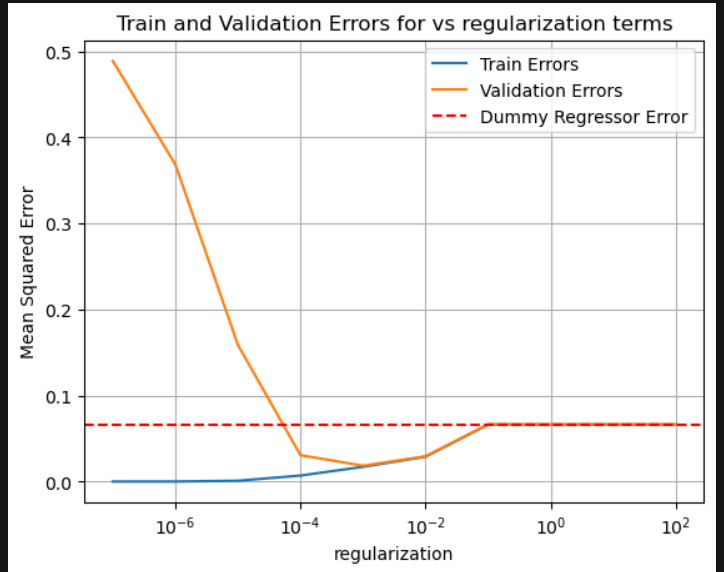 Train and Validation Errors for vs regularization terms
Train Errors
Validation Errors
Dummy Regressor Error
Mean Squared Error
0.5
0.4
0.3
0.2
0.1
0.0
10⁻⁶ 10⁻⁴ 10⁻² 10⁰ 10²
regularization